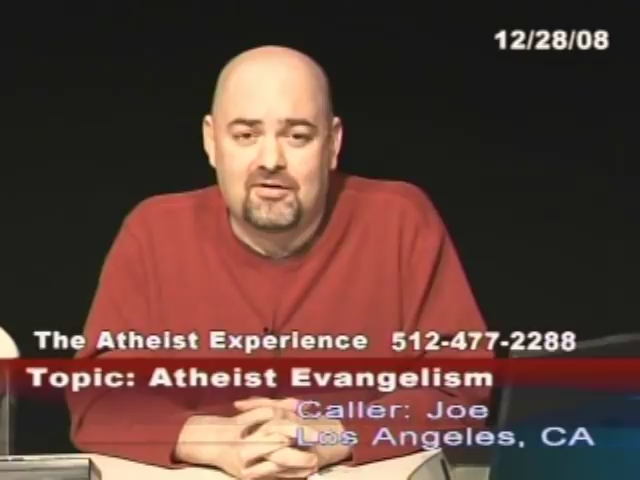 12/28/08
The Atheist Experience 512-477-2288
Topic: Atheist Evangelism
Caller: Joe
Los Angeles, CA